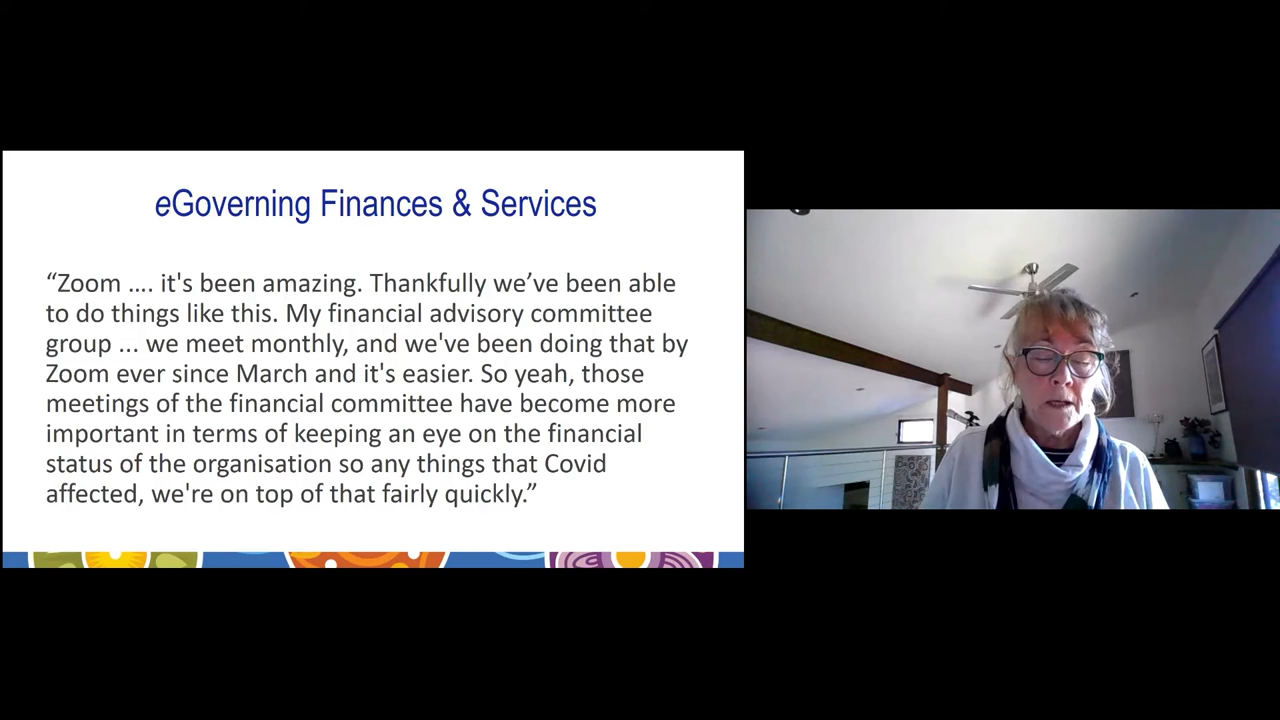 eGoverning Finances & Services
“Zoom …. it's been amazing. Thankfully we’ve been able
to do things like this. My financial advisory committee
group ... we meet monthly, and we've been doing that by
Zoom ever since March and it's easier. So yeah, those
meetings of the financial committee have become more
important in terms of keeping an eye on the financial
status of the organisation so any things that Covid
affected, we're on top of that fairly quickly.”